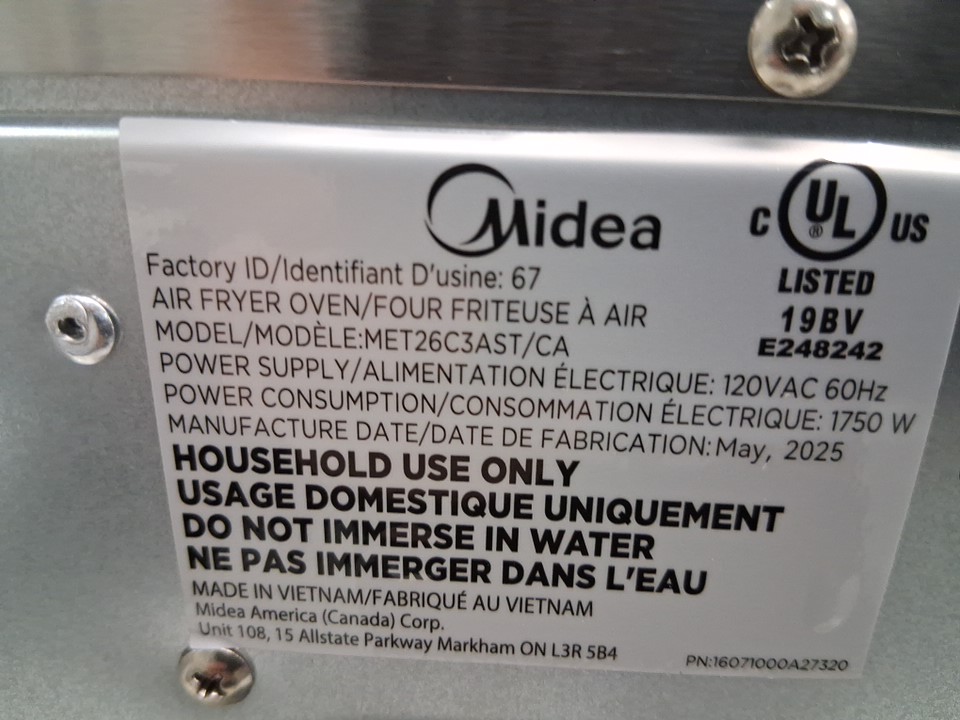 Midea
C UL US
®
LISTED
19BV
E248242
Factory ID/Identifiant D'usine: 67
AIR FRYER OVEN/FOUR FRITEUSE À AIR
MODEL/MODÈLE:MET26C3AST/CA
POWER SUPPLY/ALIMENTATION ÉLECTRIQUE: 120VAC 60Hz
POWER CONSUMPTION/CONSOMMATION ÉLECTRIQUE: 1750 W
MANUFACTURE DATE/DATE DE FABRICATION: May, 2025
HOUSEHOLD USE ONLY
USAGE DOMESTIQUE UNIQUEMENT
DO NOT IMMERSE IN WATER
NE PAS IMMERGER DANS L'EAU
MADE IN VIETNAM/FABRIQUÉ AU VIETNAM
Midea America (Canada) Corp.
Unit 108, 15 Allstate Parkway Markham ON L3R 5B4
PN:16071000A27320